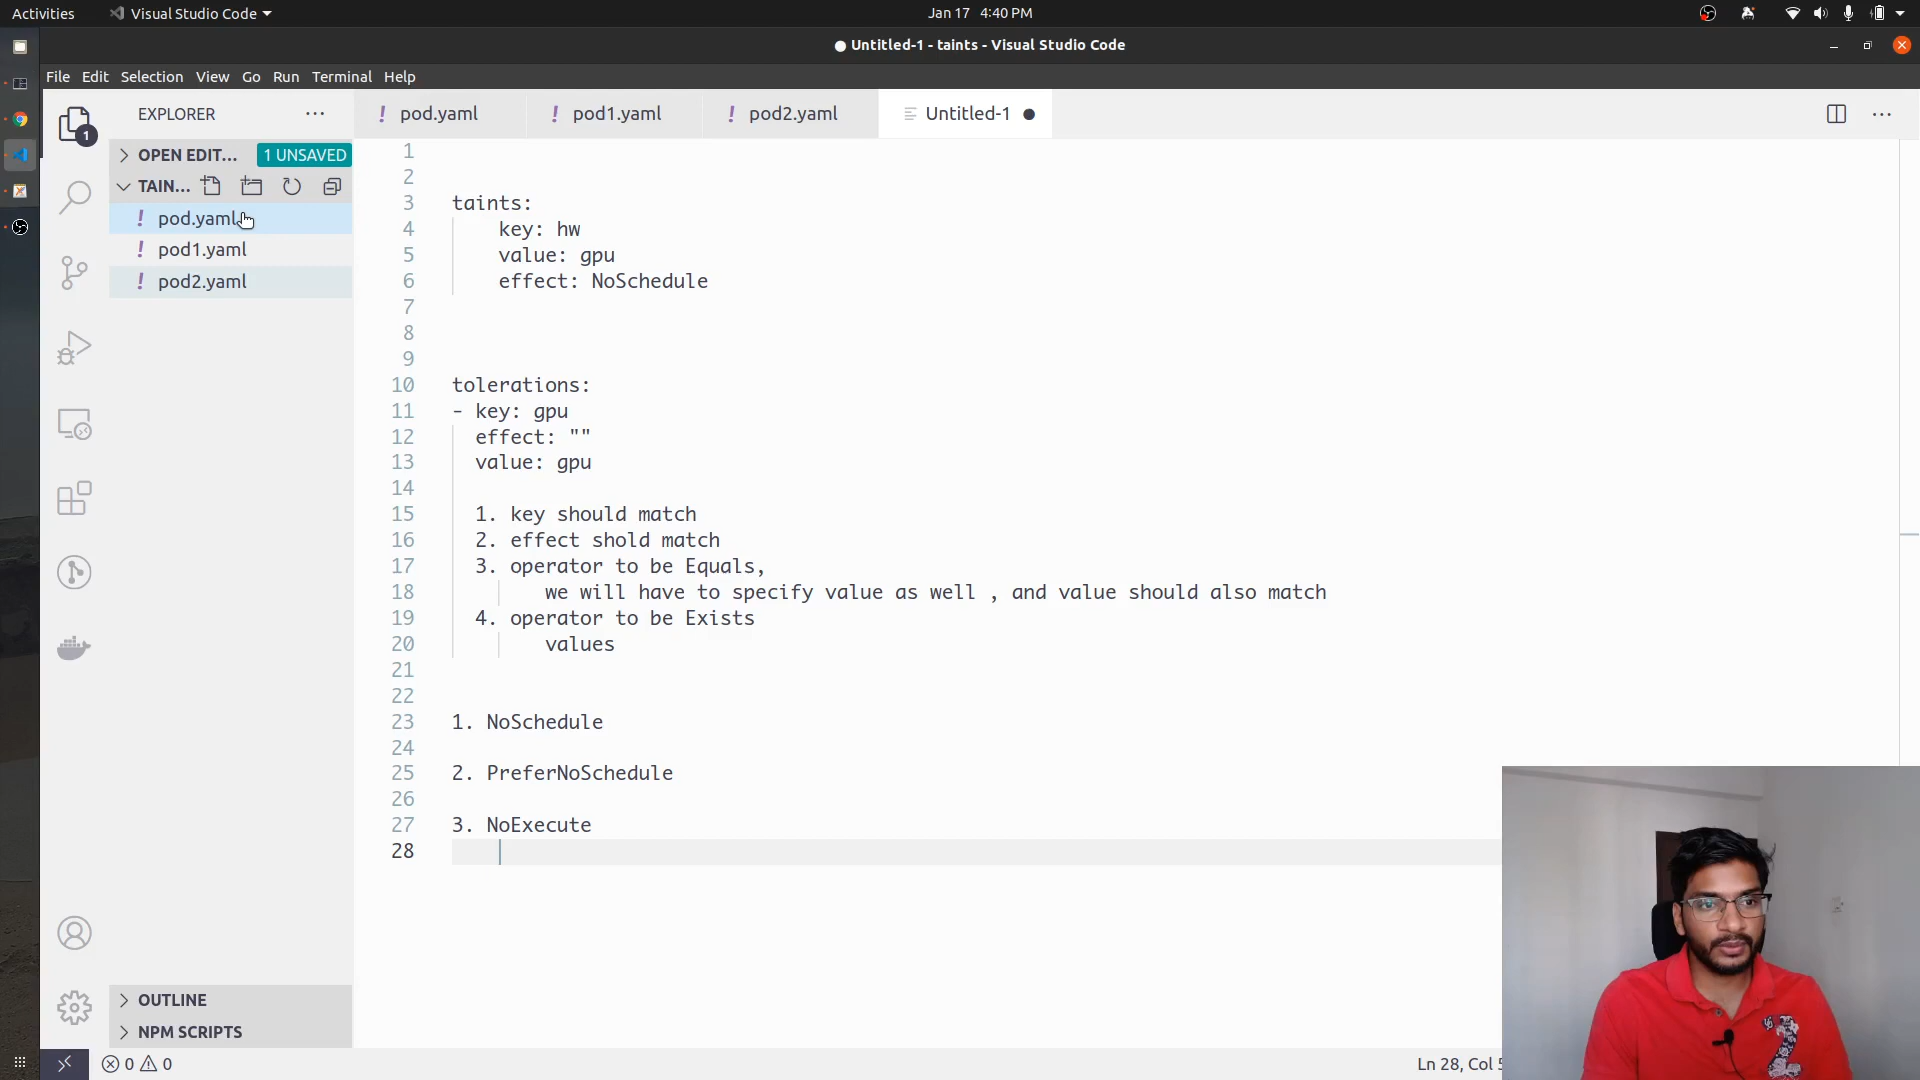 Activities
Visual Studio Code
Jan 17 4:40 PM
Untitled-1 - taints - Visual Studio Code
File Edit Selection View Go Run Terminal Help
EXPLORER
pod.yaml
pod1.yaml
pod2.yaml
Untitled-1
1
OPEN EDIT...
1 UNSAVED
TAIN...
pod.yaml
pod1.yaml
pod2.yaml
1
2
3 taints:
4 key: hw
5 value: gpu
6 effect: NoSchedule
7
8
9
10 tolerations:
11 - key: gpu
12 effect: ""
13 value: gpu
14
15 1. key should match
16 2. effect shold match
17 3. operator to be Equals,
18 we will have to specify value as well , and value should also match
19 4. operator to be Exists
20 values
21
22
23 1. NoSchedule
24
25 2. PreferNoSchedule
26
27 3. NoExecute
28
OUTLINE
NPM SCRIPTS
0 0
Ln 28, Col